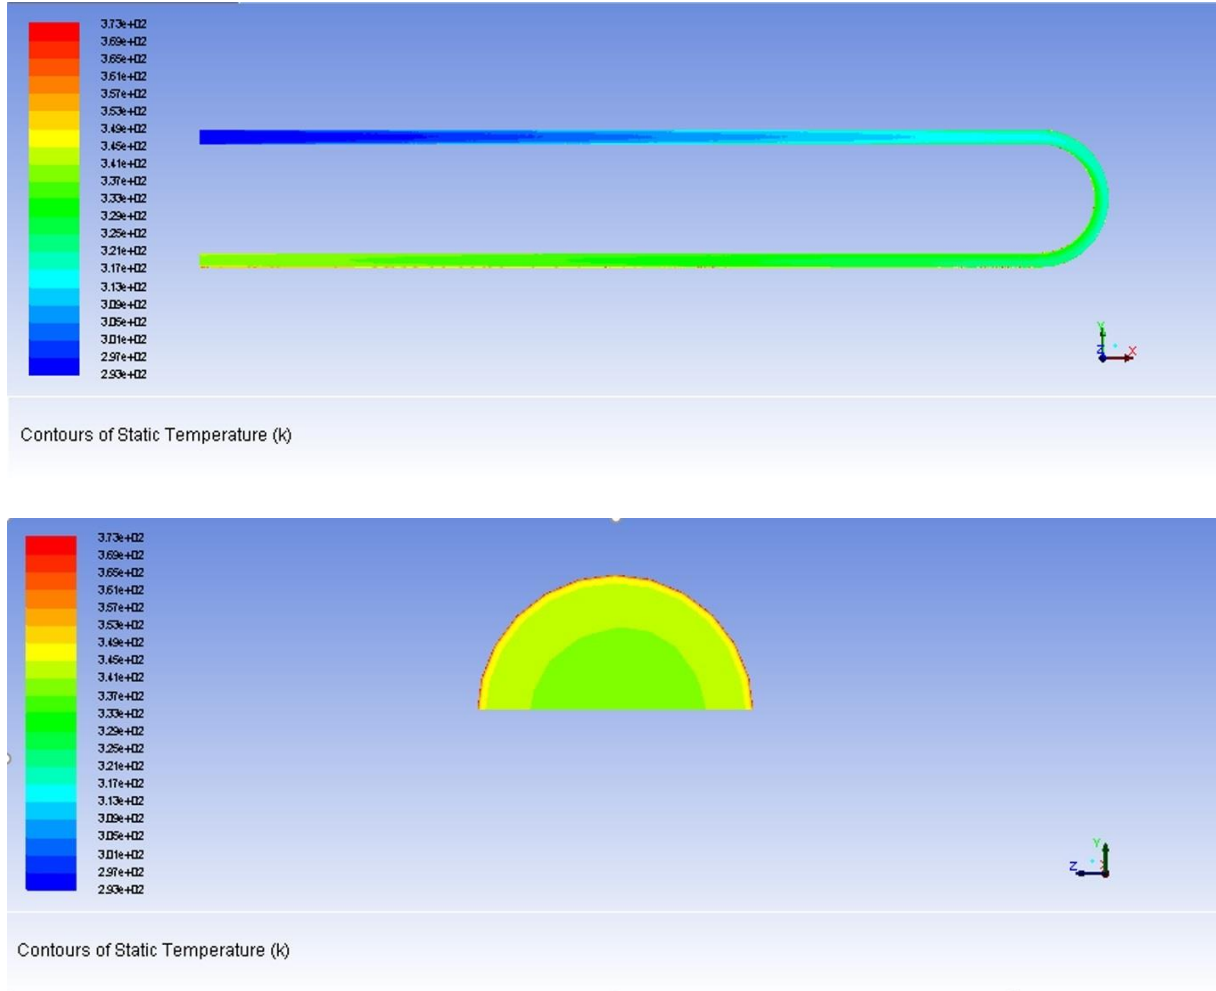 3.73e+02
3.69e+02
3.65e+02
3.61e+02
3.57e+02
3.53e+02
3.49e+02
3.45e+02
3.41e+02
3.37e+02
3.33e+02
3.29e+02
3.25e+02
3.21e+02
3.17e+02
3.13e+02
3.09e+02
3.05e+02
3.01e+02
2.97e+02
2.93e+02
Y
Z X
Contours of Static Temperature (k)
3.73e+02
3.69e+02
3.65e+02
3.61e+02
3.57e+02
3.53e+02
3.49e+02
3.45e+02
3.41e+02
3.37e+02
3.33e+02
3.29e+02
3.25e+02
3.21e+02
3.17e+02
3.13e+02
3.09e+02
3.05e+02
3.01e+02
2.97e+02
2.93e+02
Y
Z X
Contours of Static Temperature (k)